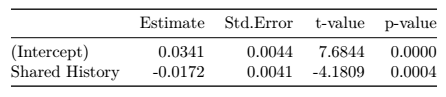 Estimate Std.Error t-value p-value
(Intercept) 0.0341 0.0044 7.6844 0.0000
Shared History -0.0172 0.0041 -4.1809 0.0004